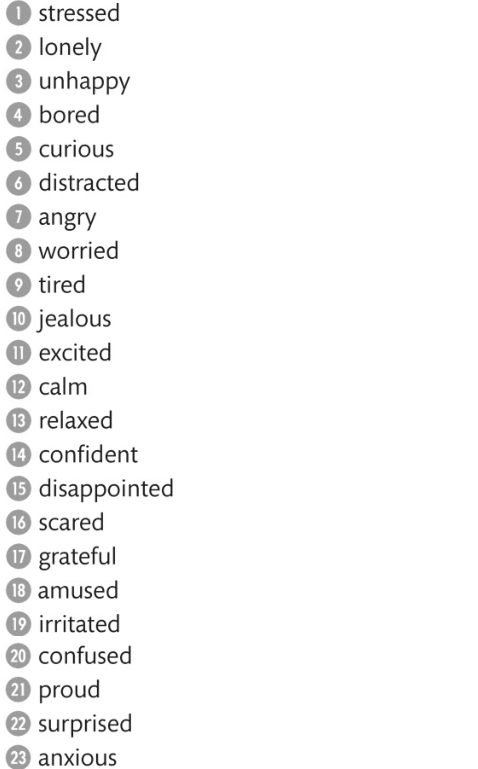 1 stressed
2 lonely
3 unhappy
4 bored
5 curious
6 distracted
7 angry
8 worried
9 tired
10 jealous
11 excited
12 calm
13 relaxed
14 confident
15 disappointed
16 scared
17 grateful
18 amused
19 irritated
20 confused
21 proud
22 surprised
23 anxious